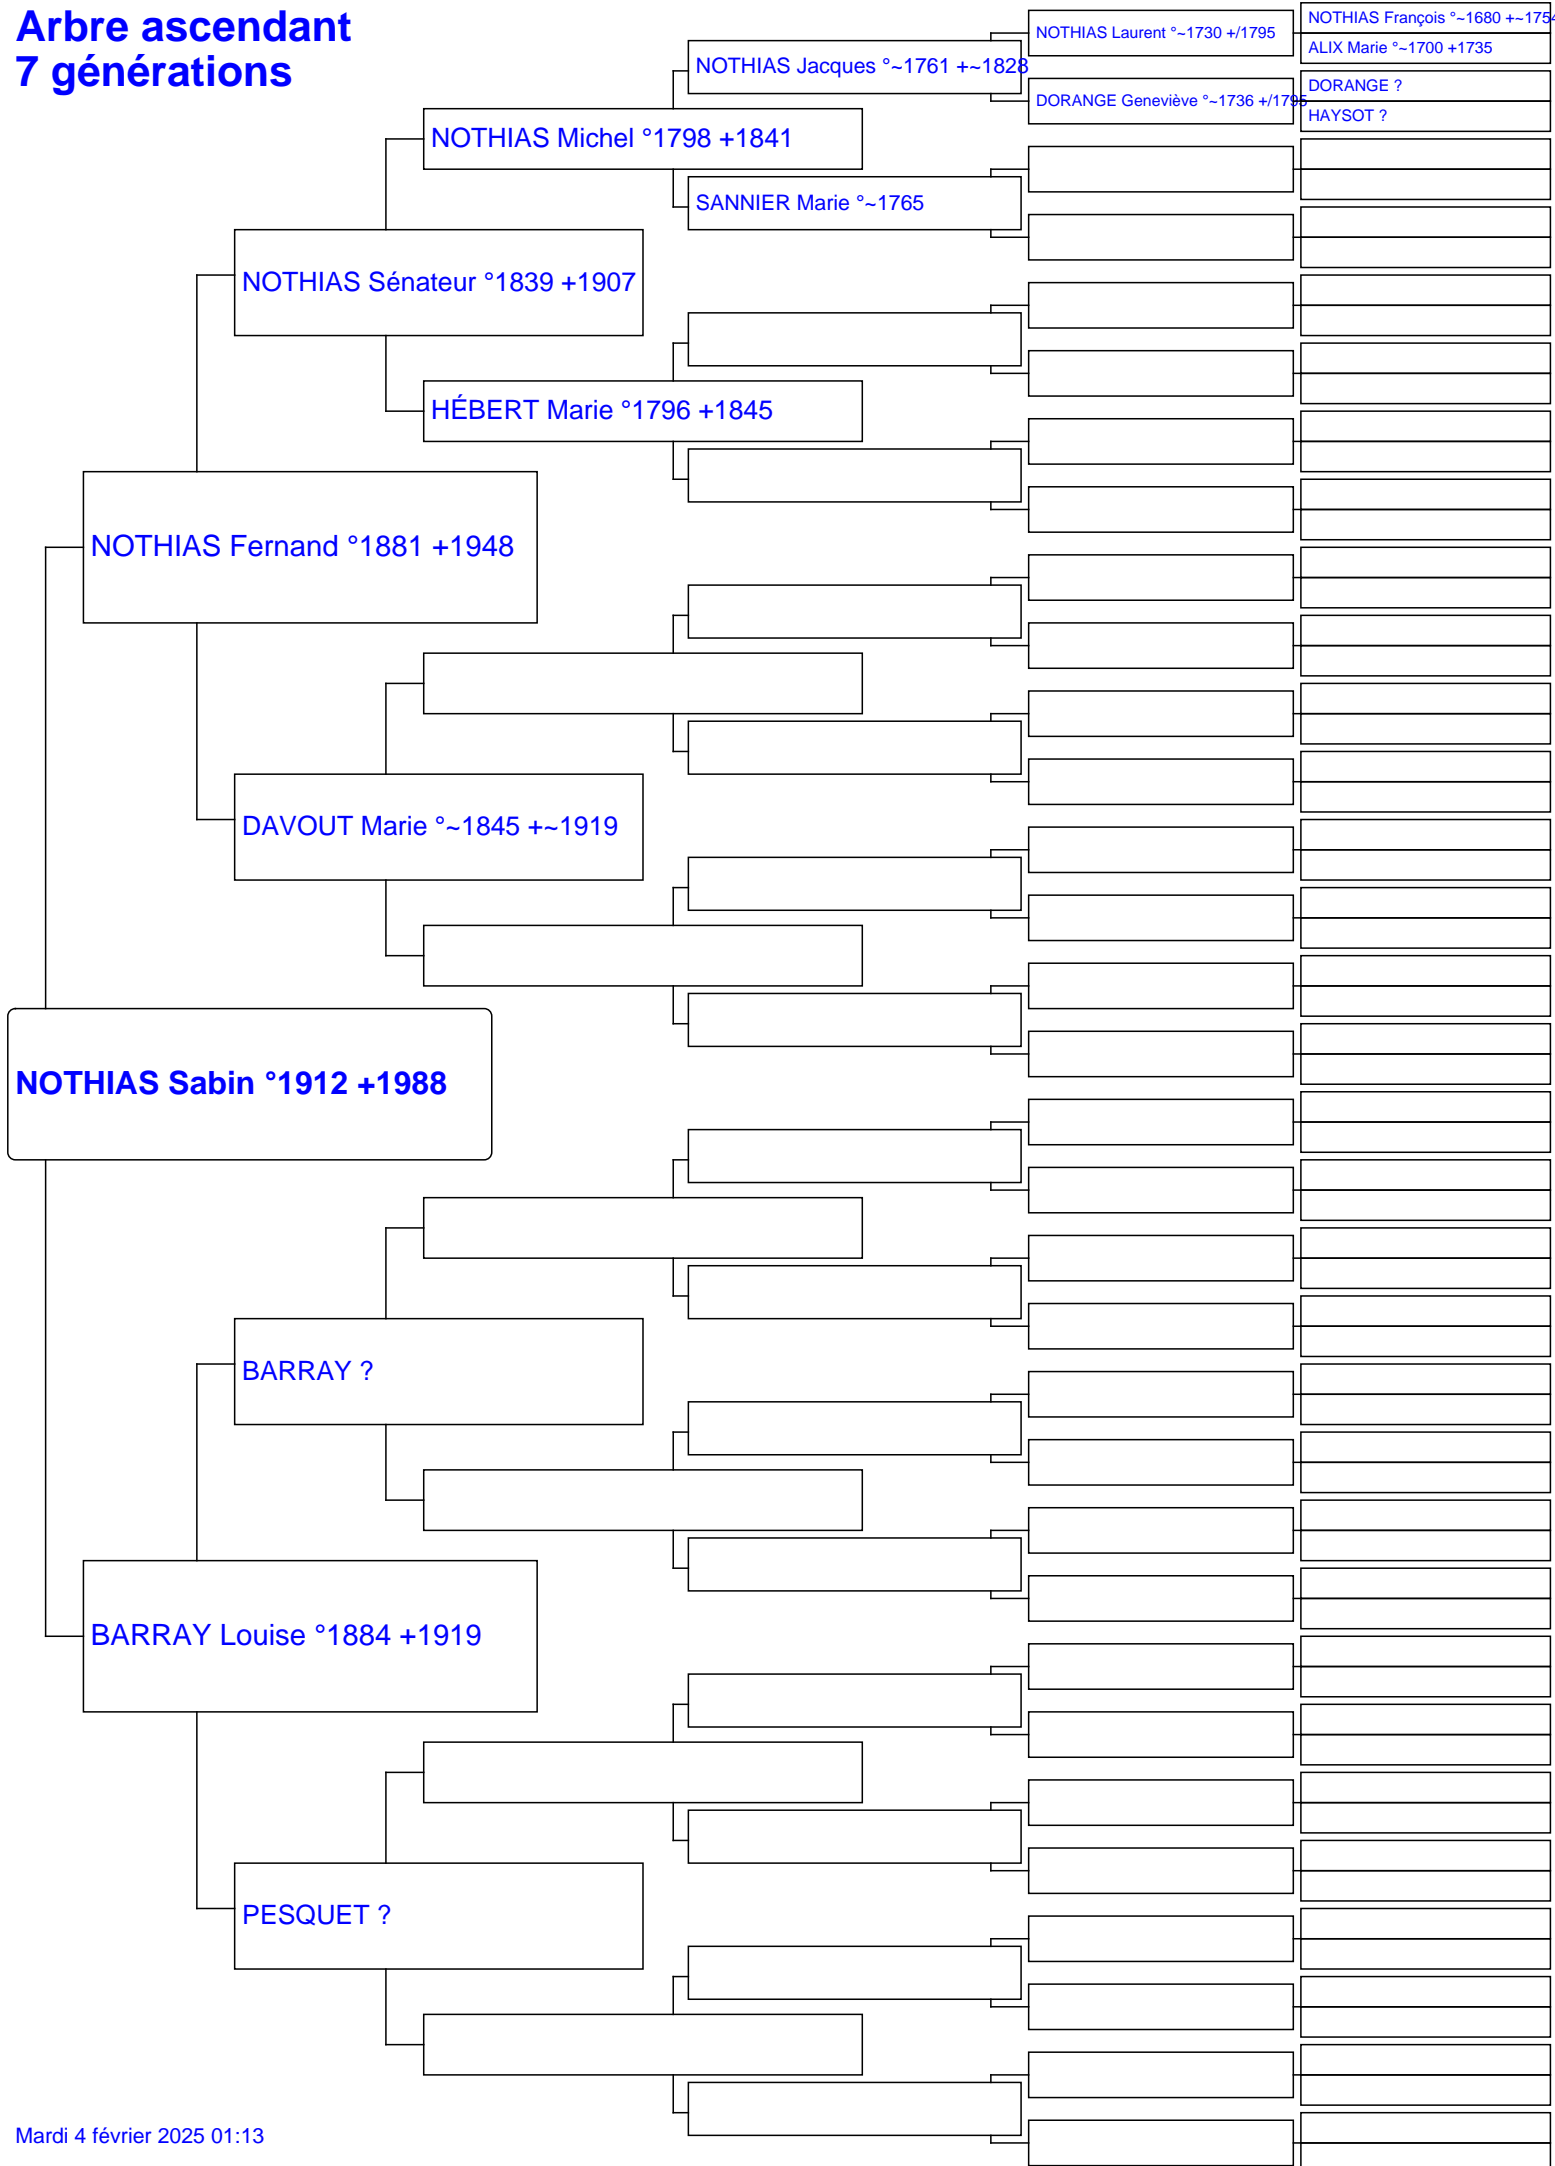 Arbre ascendant
7 générations
NOTHIAS François °~1680 +~1754
NOTHIAS Laurent °~1730 +/1795
ALIX Marie °~1700 +1735
NOTHIAS Jacques °~1761 +~1828
DORANGE ?
DORANGE Geneviève °~1736 +/1795
HAYSOT ?
NOTHIAS Michel °1798 +1841
SANNIER Marie °~1765
NOTHIAS Sénateur °1839 +1907
HÉBERT Marie °1796 +1845
NOTHIAS Fernand °1881 +1948
DAVOUT Marie °~1845 +~1919
NOTHIAS Sabin °1912 +1988
BARRAY ?
BARRAY Louise °1884 +1919
PESQUET ?
Mardi 4 février 2025 01:13